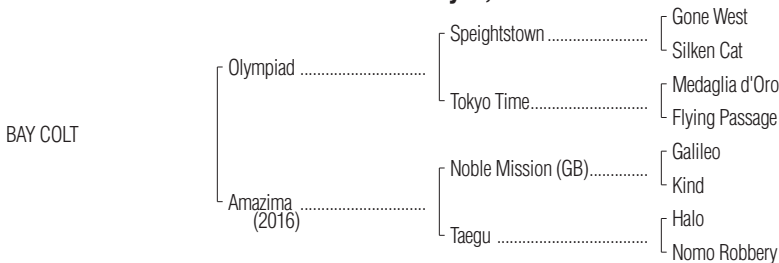 Gone West
Speightstown
Silken Cat
Olympiad
Medaglia d'Oro
Tokyo Time
Flying Passage
BAY COLT
Galileo
Noble Mission (GB)
Kind
Amazima
(2016)
Halo
Taegu
Nomo Robbery